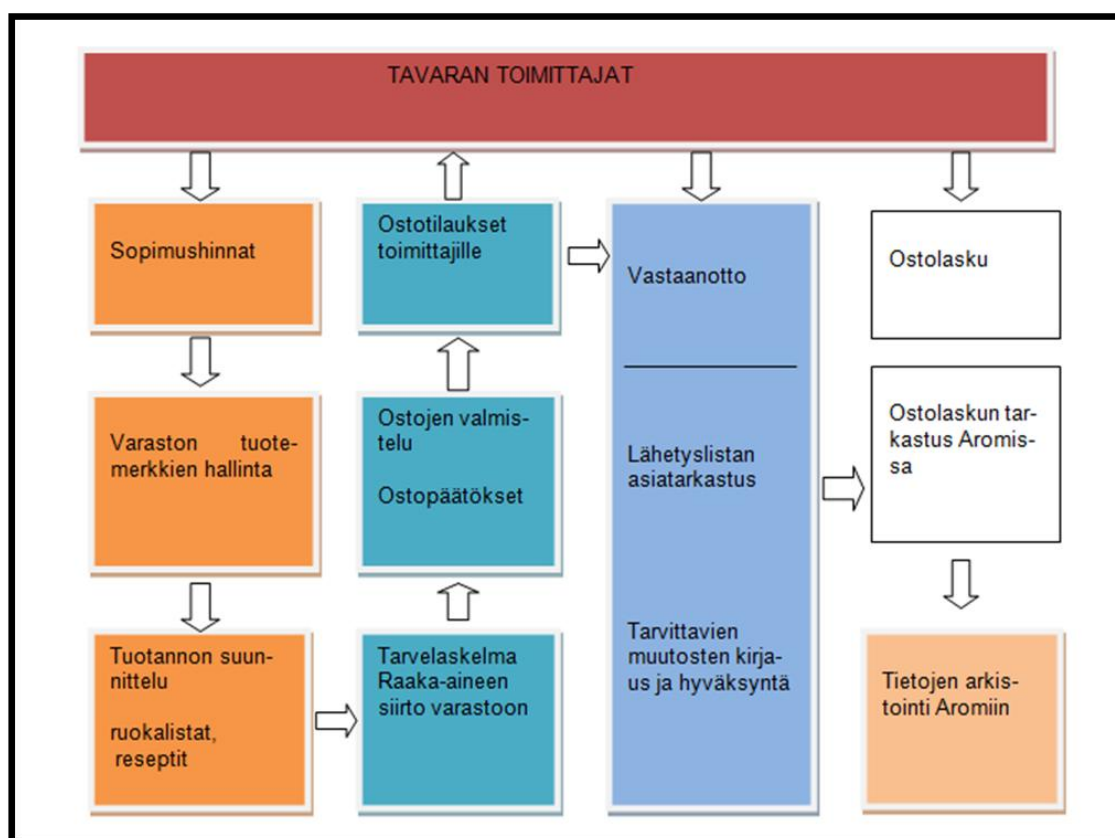 TAVARAN TOIMITTAJAT
Sopimushinnat
Varaston tuote-
merkkien hallinta
Tuotannon suun-
nittelu
ruokalistat,
reseptit
Ostotilaukset
toimittajille
Ostojen valmis-
telu
Ostopäätökset
Tarvelaskelma
Raaka-aineen
siirto varastoon
Vastaanotto
Lähetyslistan
asiatarkastus
Tarvittavien
muutosten kirja-
us ja hyväksyntä
Ostolasku
Ostolaskun tar-
kastus Aromis-
sa
Tietojen arkis-
tointi Aromiin